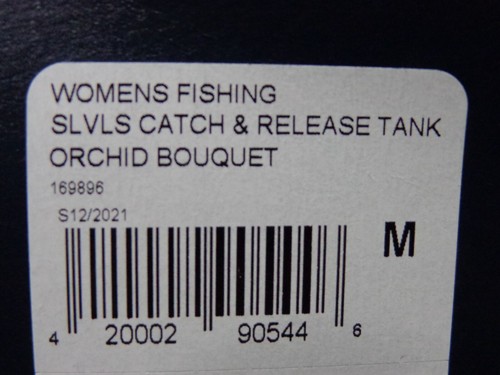 WOMENS FISHING
SLVLS CATCH & RELEASE TANK
ORCHID BOUQUET
169896
S12/2021
M
4 20002 90544 6